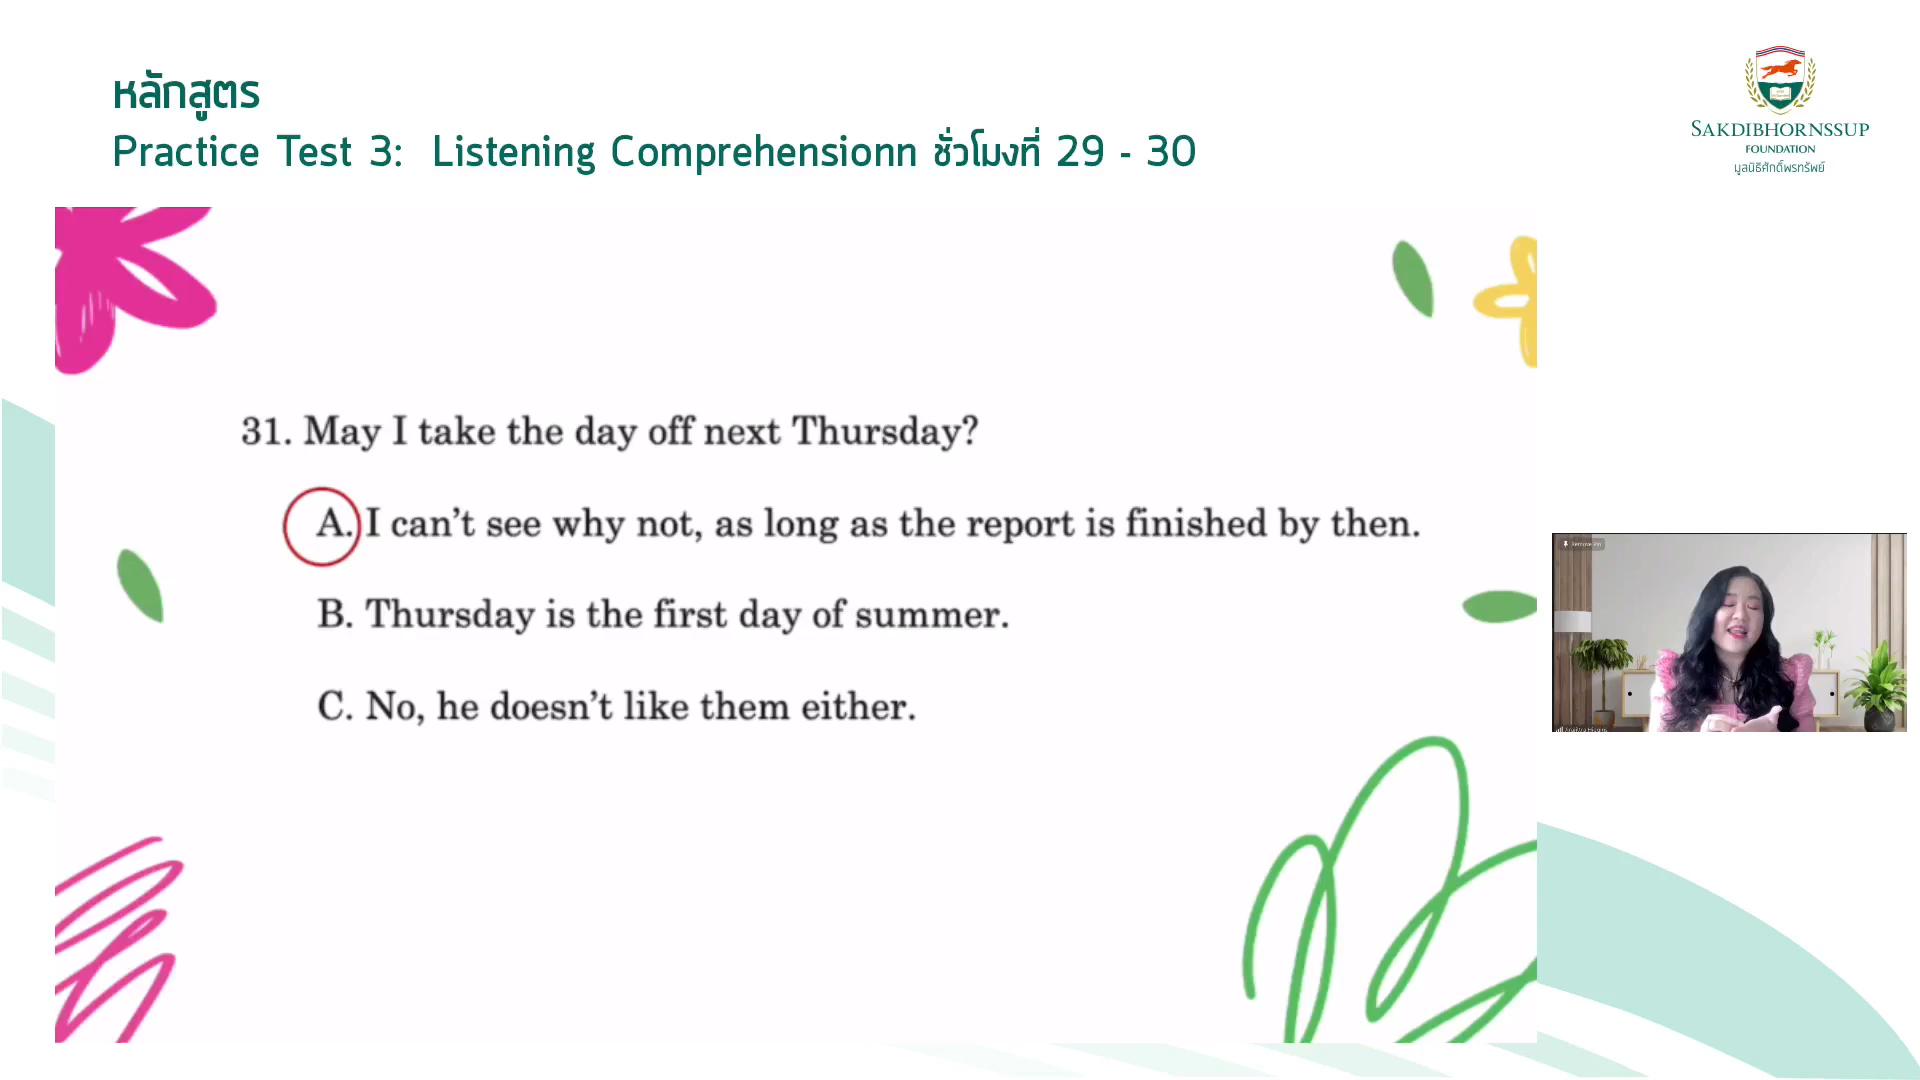 หลักสูตร
Practice Test 3: Listening Comprehensionn ชั่วโมงที่ 29 - 30
SAKDIBHORNSSUP
FOUNDATION
มูลนิธิศักดิ์พรทรัพย์
31. May I take the day off next Thursday?
A. I can't see why not, as long as the report is finished by then.
B. Thursday is the first day of summer.
C. No, he doesn't like them either.
Remove Pin